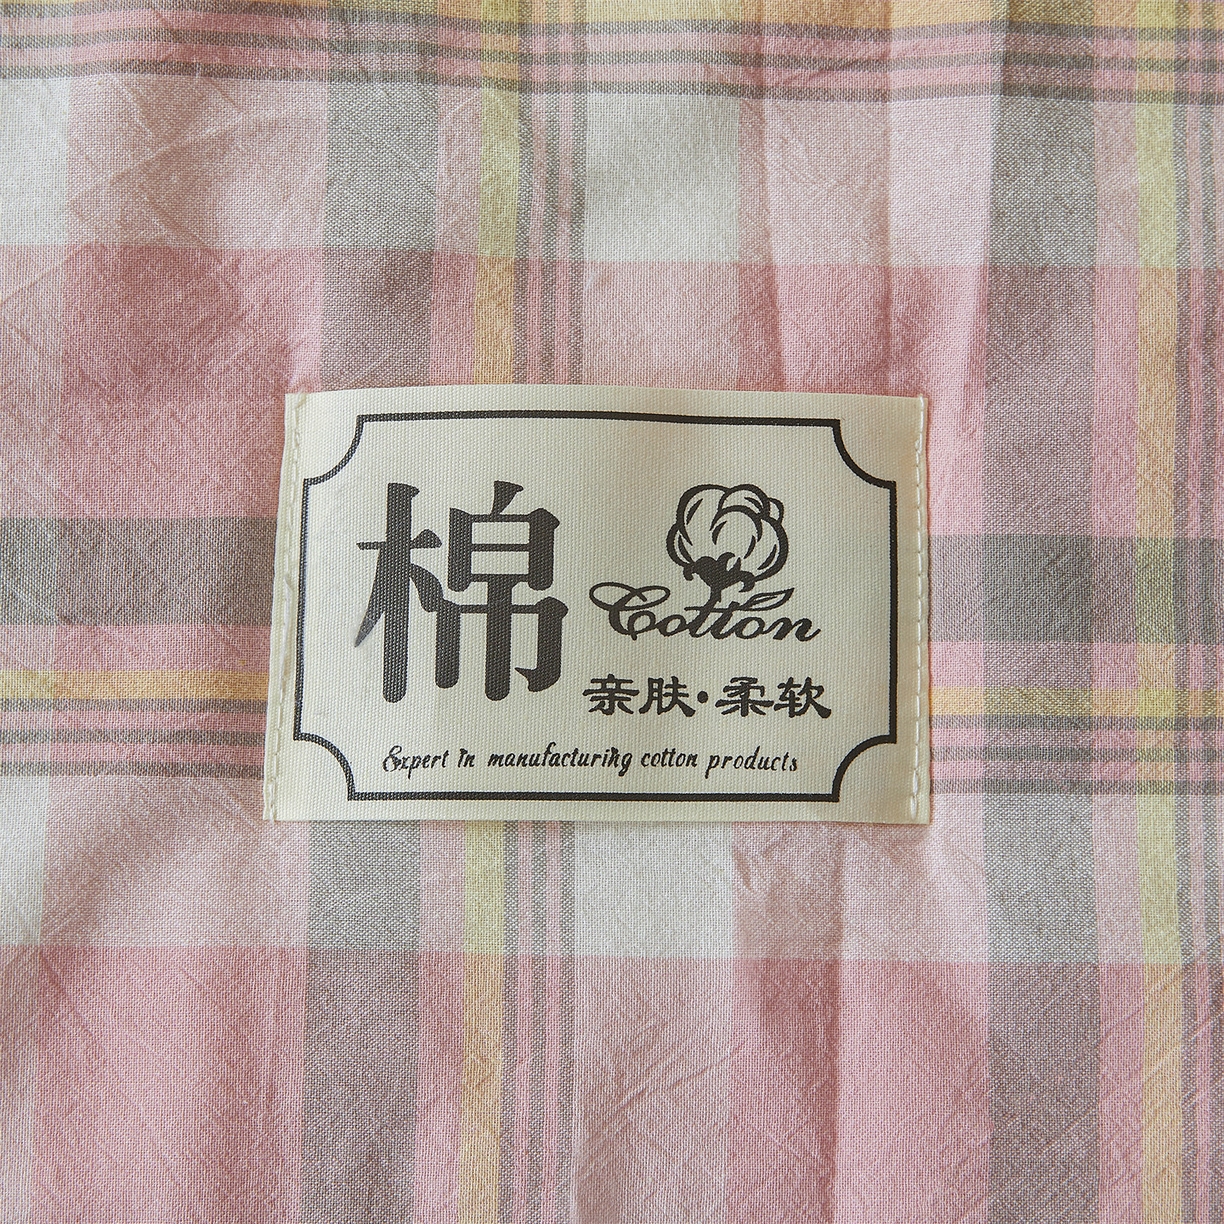 棉
Cotton
亲肤·柔软
Expert in manufacturing cotton products